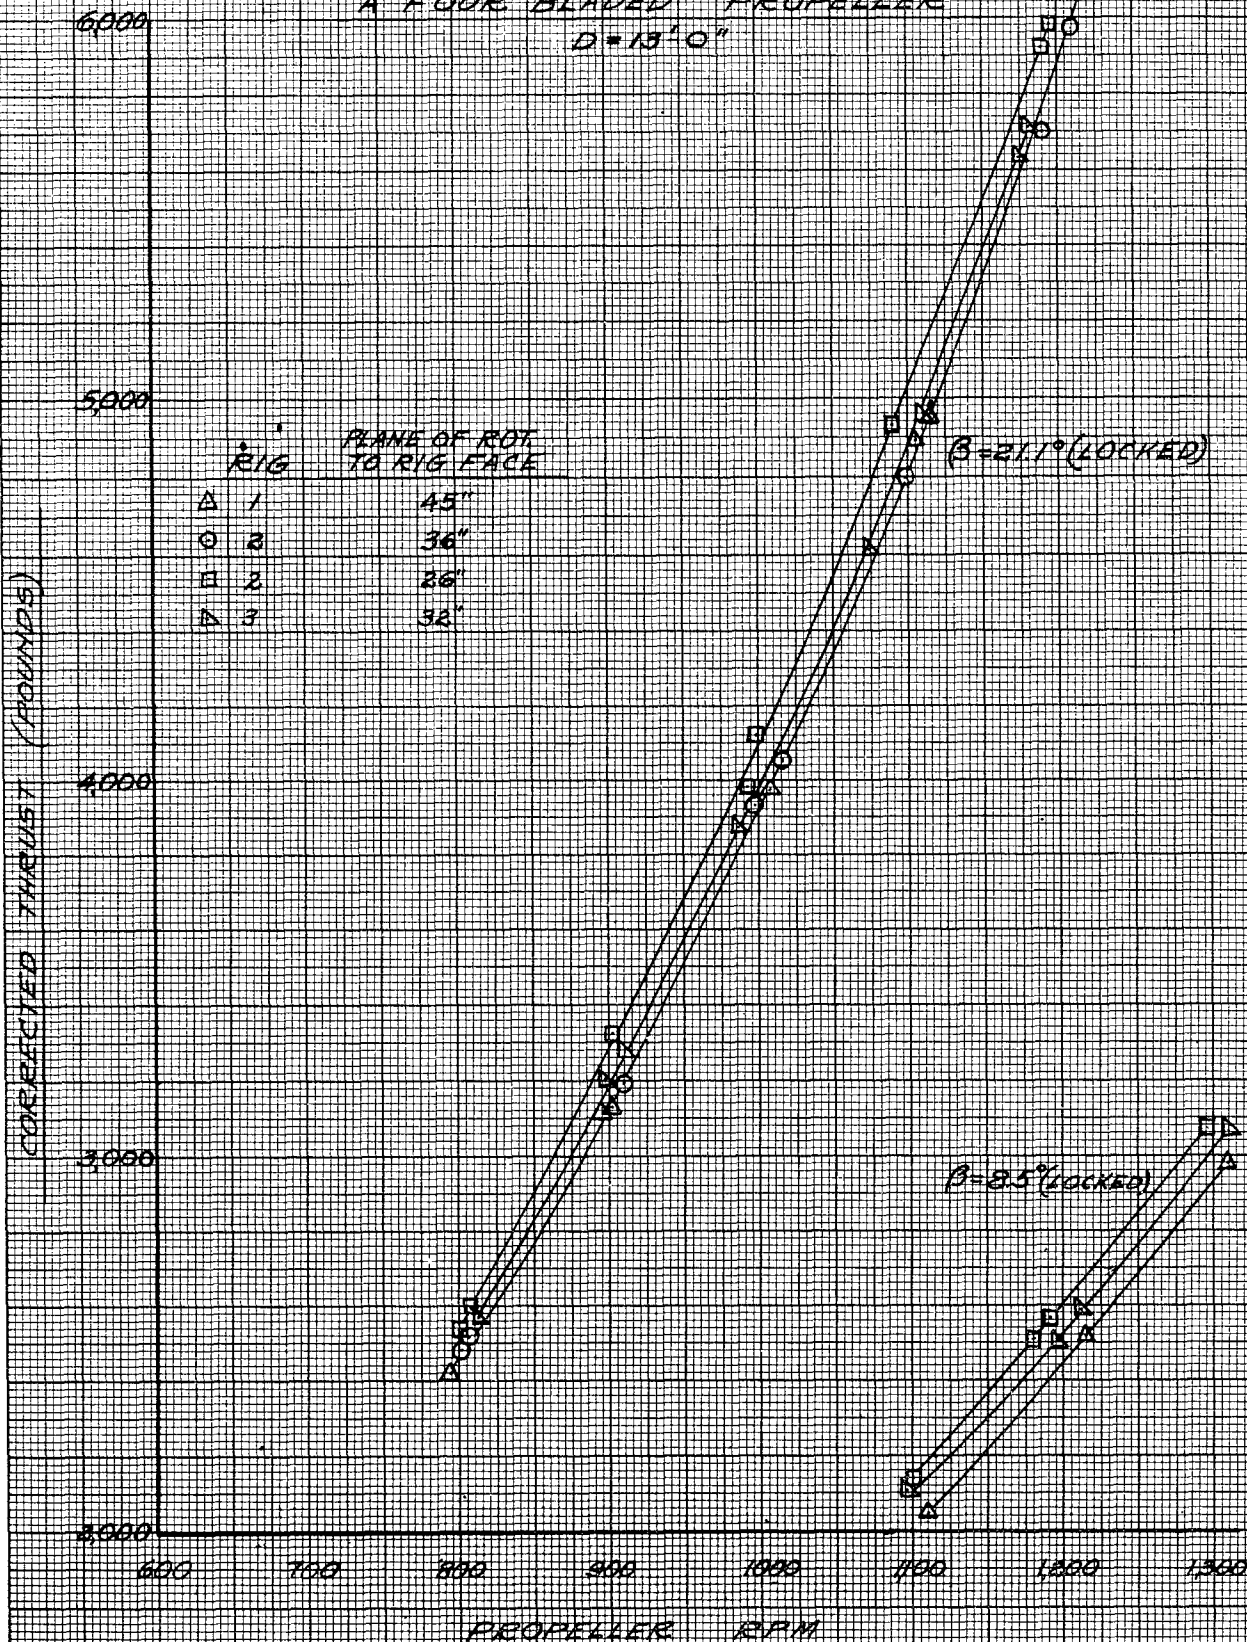 A FOUR BLADED PROPELLER
D = 13'-0"
6,000
5,000
4,000
3,000
2,000
CORRECTED THRUST (POUNDS)
RIG PLANE OF ROT. TO RIG FACE
△ 1 45"
○ 2 36"
□ 2 26"
3 32"
β=21.1° (LOCKED)
β=8.5° (LOCKED)
600 700 800 900 1000 1100 1,200 1,300
PROPELLER RPM